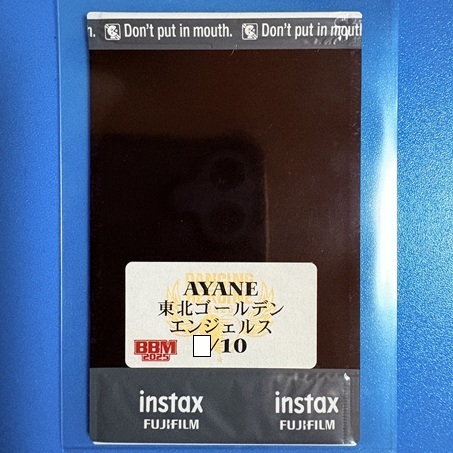 n. Don't put in mouth. Don't put in mouth
DANCING
AYANE
東北ゴールデン
エンジェルス
/10
BBM
2025
instax instax
FUJIFILM FUJIFILM